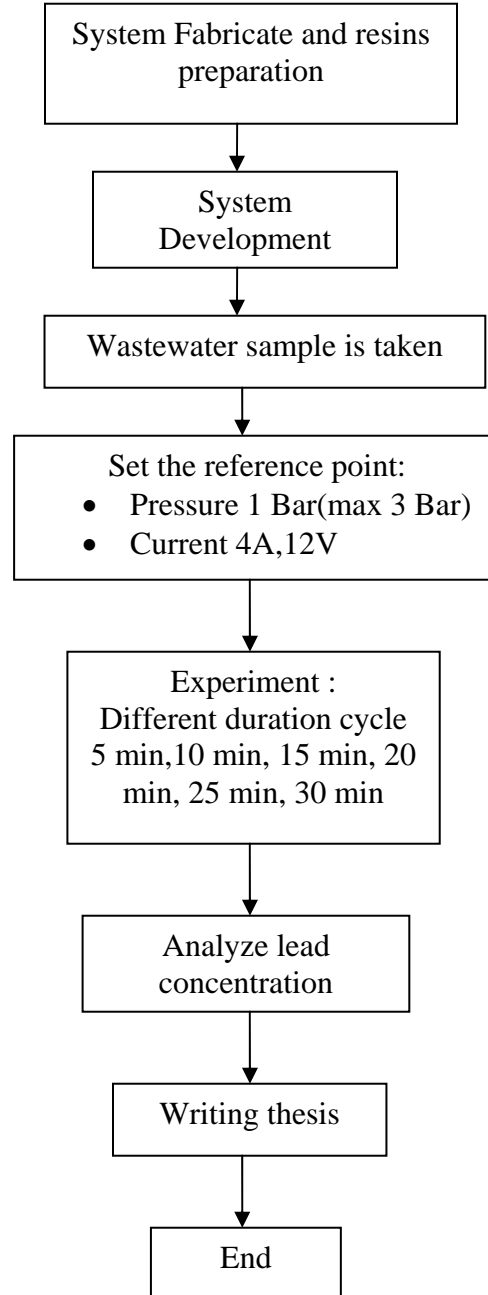 System Fabricate and resins
preparation
System
Development
Wastewater sample is taken
Set the reference point:
• Pressure 1 Bar(max 3 Bar)
• Current 4A,12V
Experiment :
Different duration cycle
5 min,10 min, 15 min, 20
min, 25 min, 30 min
Analyze lead
concentration
Writing thesis
End